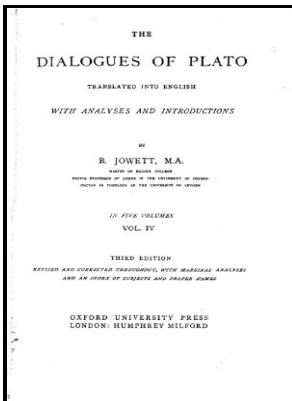 THE
DIALOGUES OF PLATO
TRANSLATED INTO ENGLISH
WITH ANALYSES AND INTRODUCTIONS
BY
B. JOWETT, M.A.
MASTER OF BALLIOL COLLEGE
REGIUS PROFESSOR OF GREEK IN THE UNIVERSITY OF OXFORD
DOCTOR IN THEOLOGY OF THE UNIVERSITY OF LEYDEN
IN FIVE VOLUMES
VOL. IV
THIRD EDITION
REVISED AND CORRECTED THROUGHOUT, WITH MARGINAL ANALYSES
AND AN INDEX OF SUBJECTS AND PROPER NAMES
OXFORD UNIVERSITY PRESS
LONDON: HUMPHREY MILFORD